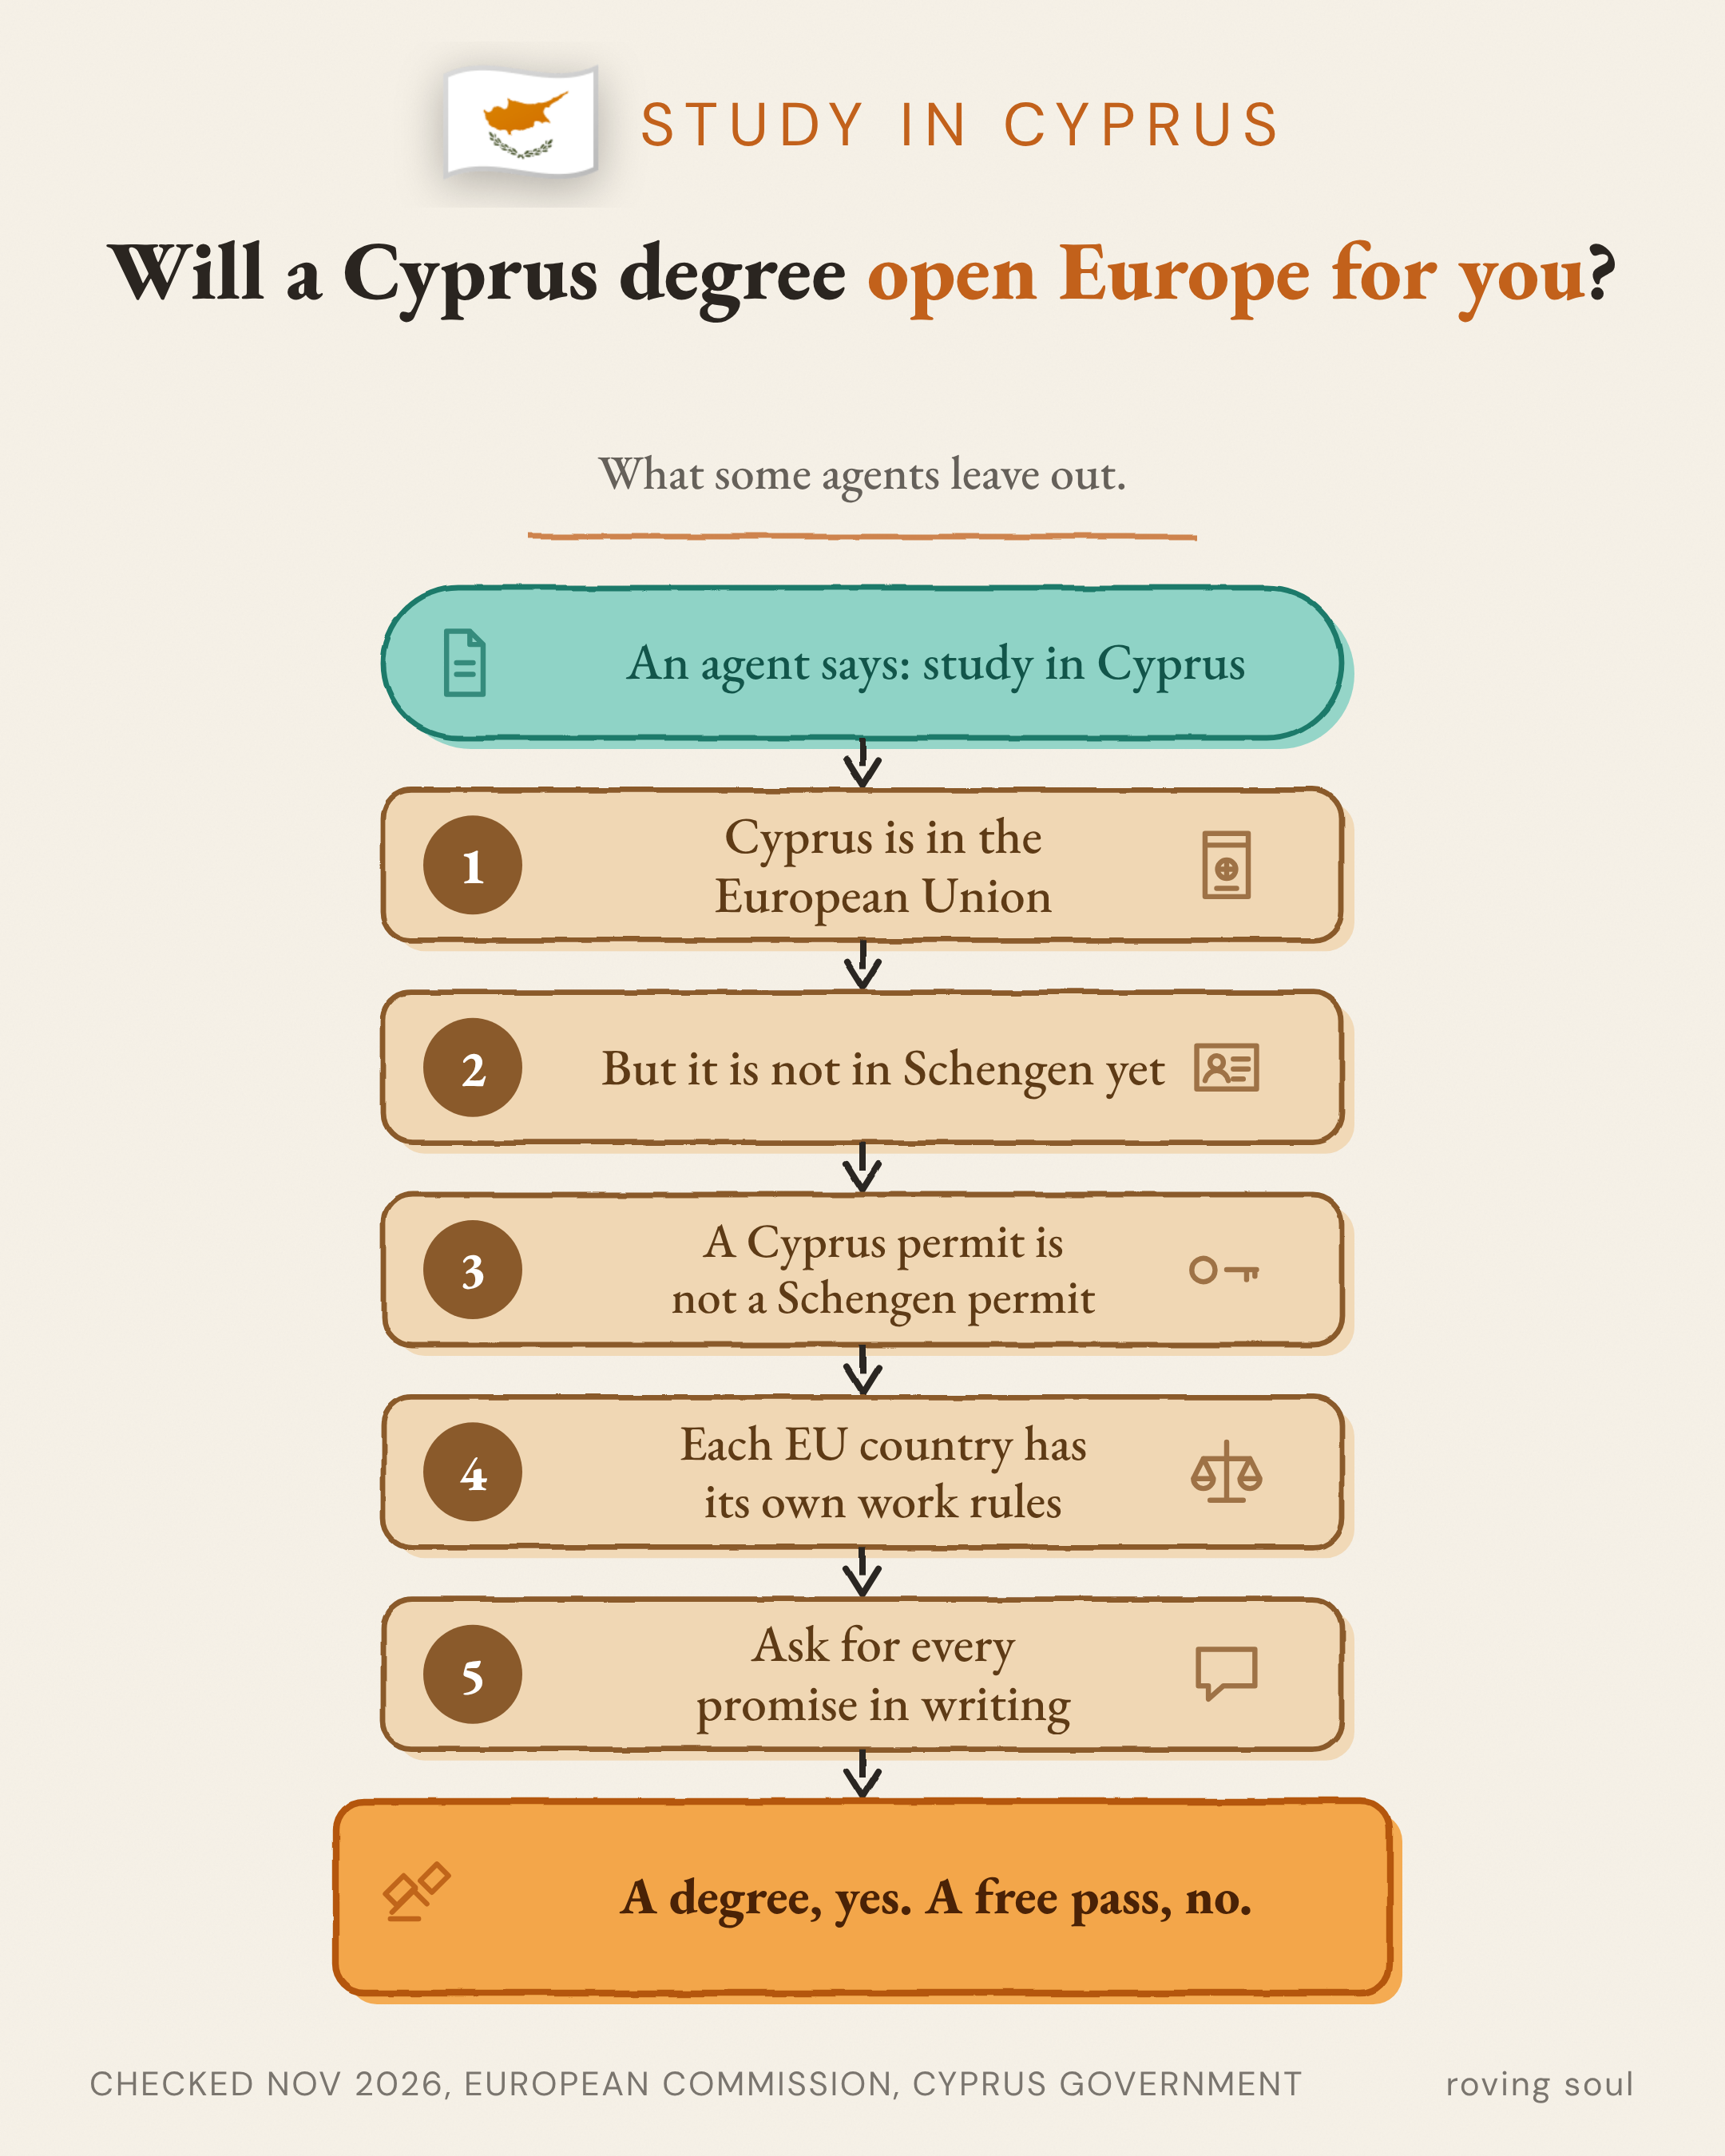 STUDY IN CYPRUS
Will a Cyprus degree open Europe for you?
What some agents leave out.
An agent says: study in Cyprus
1
Cyprus is in the
European Union
2
But it is not in Schengen yet
3
A Cyprus permit is
not a Schengen permit
4
Each EU country has
its own work rules
5
Ask for every
promise in writing
A degree, yes. A free pass, no.
CHECKED NOV 2026, EUROPEAN COMMISSION, CYPRUS GOVERNMENT
roving soul